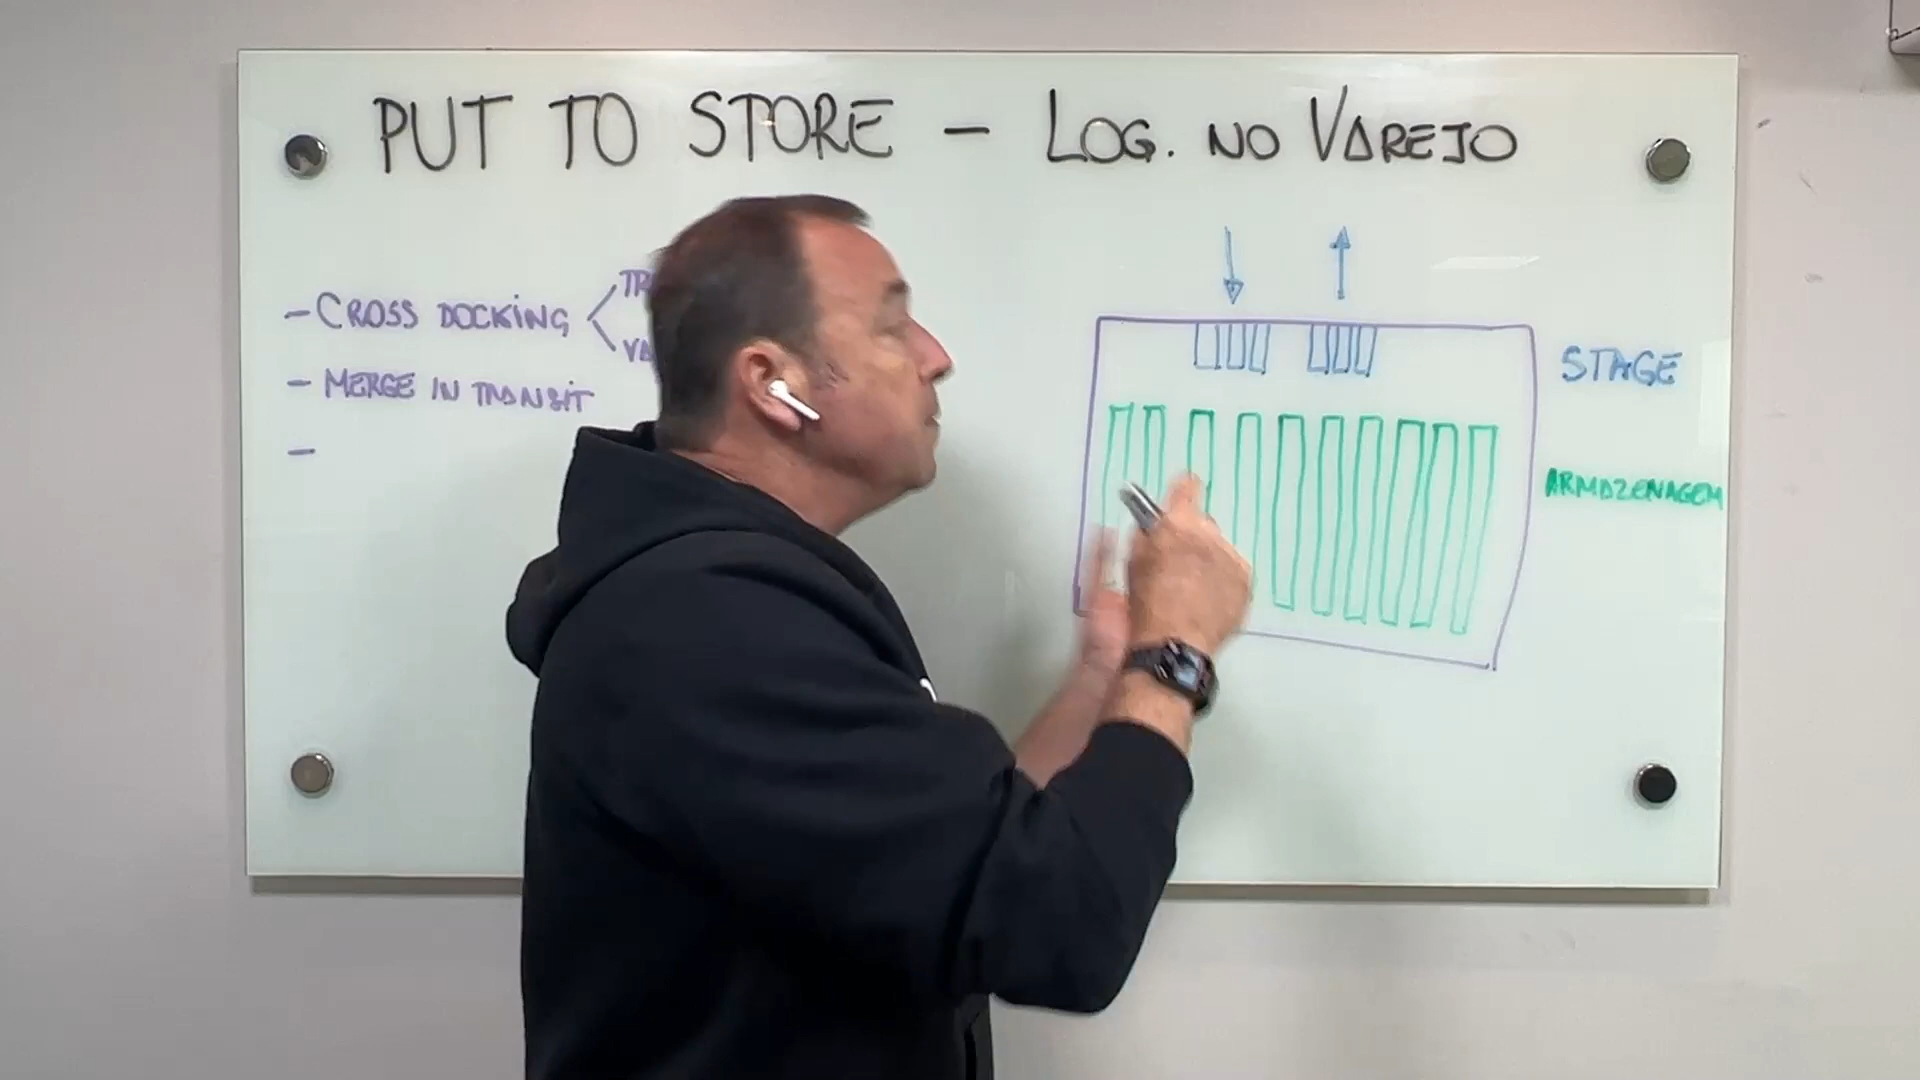 PUT TO STORE - LOG. NO VAREJO
- CROSS DOCKING
- MERGE IN TRANSIT
-
STAGE
ARMAZENAGEM